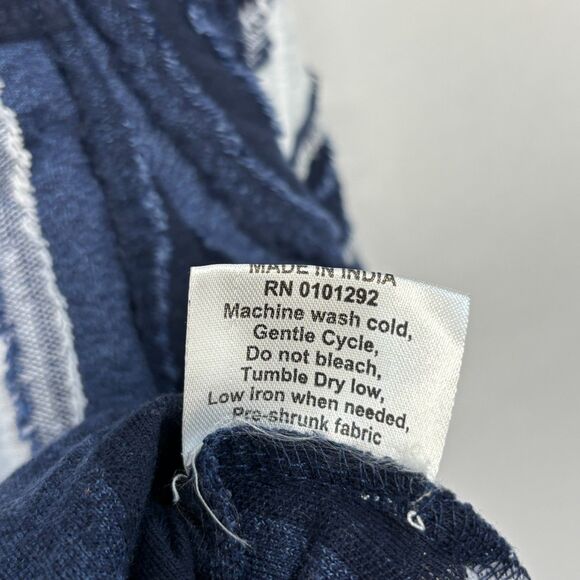 MADE IN INDIA
RN 0101292
Machine wash cold,
Gentle Cycle,
Do not bleach,
Tumble Dry low,
Low iron when needed,
Pre-shrunk fabric